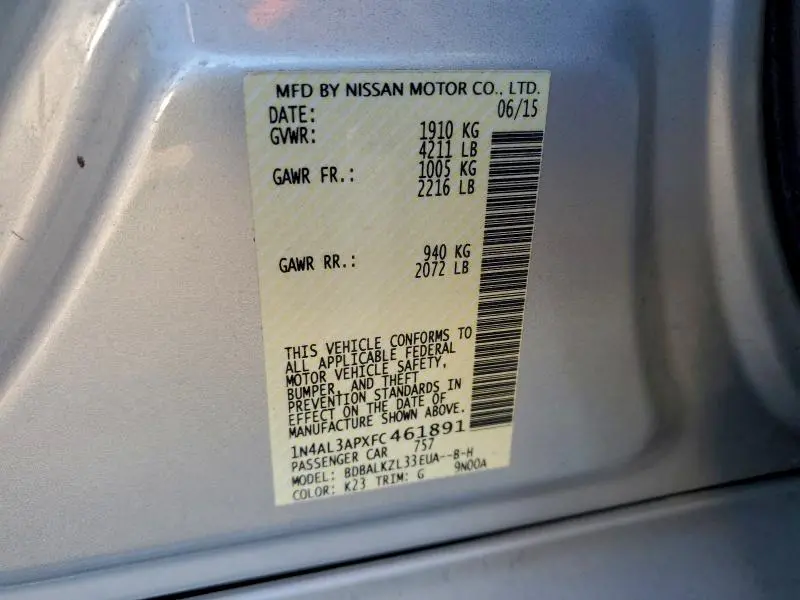 MFD BY NISSAN MOTOR CO., LTD.
DATE: 06/15
GVWR: 1910 KG
4211 LB
GAWR FR.: 1005 KG
2216 LB
GAWR RR.: 940 KG
2072 LB
THIS VEHICLE CONFORMS TO
ALL APPLICABLE FEDERAL
MOTOR VEHICLE SAFETY,
BUMPER, AND THEFT
PREVENTION STANDARDS IN
EFFECT ON THE DATE OF
MANUFACTURE SHOWN ABOVE.
1N4AL3APXFC461891
PASSENGER CAR 757
MODEL: BDBALKZL33EUA--B-H
COLOR: K23 TRIM: G 9N00A